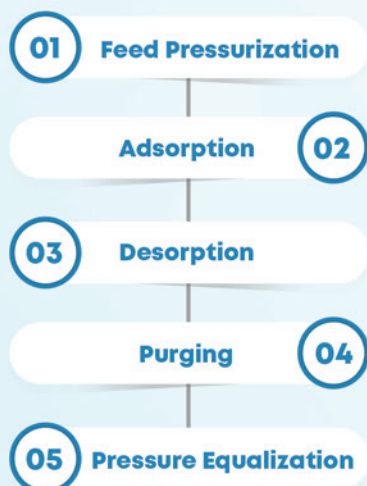 01 Feed Pressurization
Adsorption 02
03 Desorption
Purging 04
05 Pressure Equalization